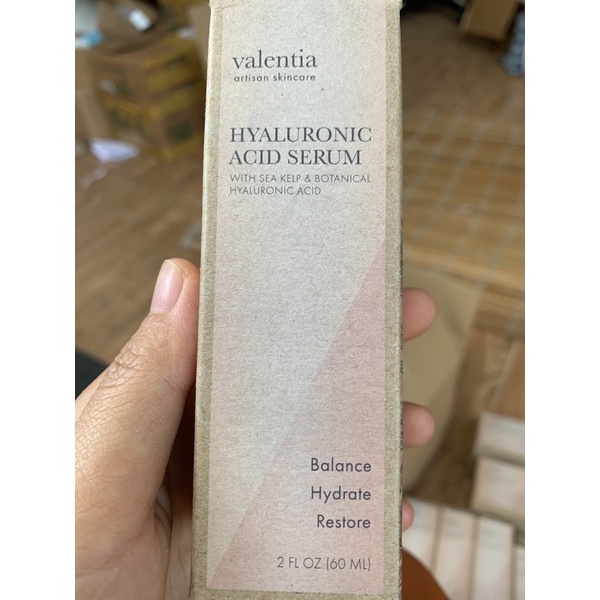 valentia
artisan skincare
HYALURONIC
ACID SERUM
WITH SEA KELP & BOTANICAL
HYALURONIC ACID
Balance
Hydrate
Restore
2 FL OZ (60 ML)